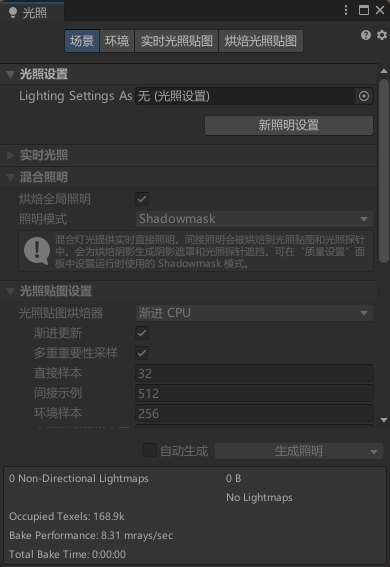 光照
场景 环境 实时光照贴图 烘焙光照贴图
光照设置
Lighting Settings As 无 (光照设置)
新照明设置
实时光照
混合照明
烘焙全局照明
照明模式 Shadowmask
混合灯光提供实时直接照明。间接照明会被烘焙到光照贴图和光照探针
中。会为烘焙阴影生成阴影遮罩和光照探针遮挡。可在“质量设置”面
板中设置运行时使用的 Shadowmask 模式。
光照贴图设置
光照贴图烘焙器 渐进 CPU
渐进更新
多重重要性采样
直接样本 32
间接示例 512
环境样本 256
自动生成 生成照明
0 Non-Directional Lightmaps 0 B
No Lightmaps
Occupied Texels: 168.9k
Bake Performance: 8.31 mrays/sec
Total Bake Time: 0:00:00